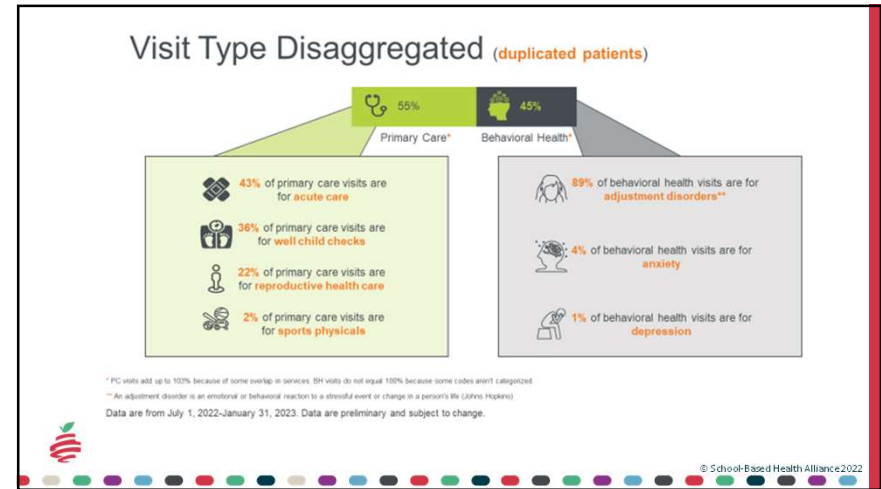 Visit Type Disaggregated (duplicated patients)
55%
45%
Primary Care*
Behavioral Health*
43% of primary care visits are
for acute care
36% of primary care visits are
for well child checks
22% of primary care visits are
for reproductive health care
2% of primary care visits are
for sports physicals
89% of behavioral health visits are for
adjustment disorders**
4% of behavioral health visits are for
anxiety
1% of behavioral health visits are for
depression
* PC visits add up to 103% because of some overlap in services. BH visits do not equal 100% because some codes aren't categorized.
** An adjustment disorder is an emotional or behavioral reaction to a stressful event or change in a person's life (Johns Hopkins)
Data are from July 1, 2022-January 31, 2023. Data are preliminary and subject to change.
© School-Based Health Alliance 2022